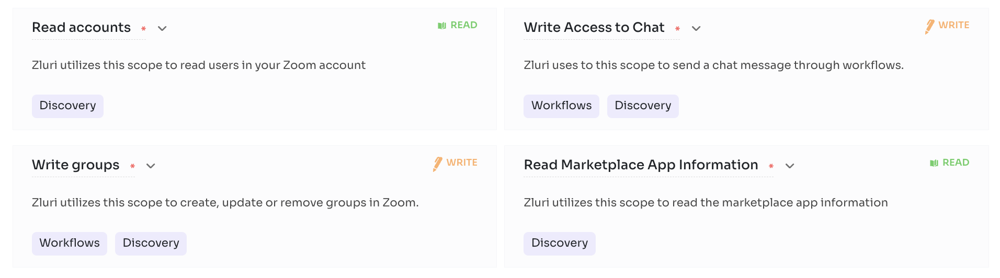 Read accounts *
READ
Zluri utilizes this scope to read users in your Zoom account
Discovery
Write Access to Chat *
WRITE
Zluri uses to this scope to send a chat message through workflows.
Workflows Discovery
Write groups *
WRITE
Zluri utilizes this scope to create, update or remove groups in Zoom.
Workflows Discovery
Read Marketplace App Information *
READ
Zluri utilizes this scope to read the marketplace app information
Discovery